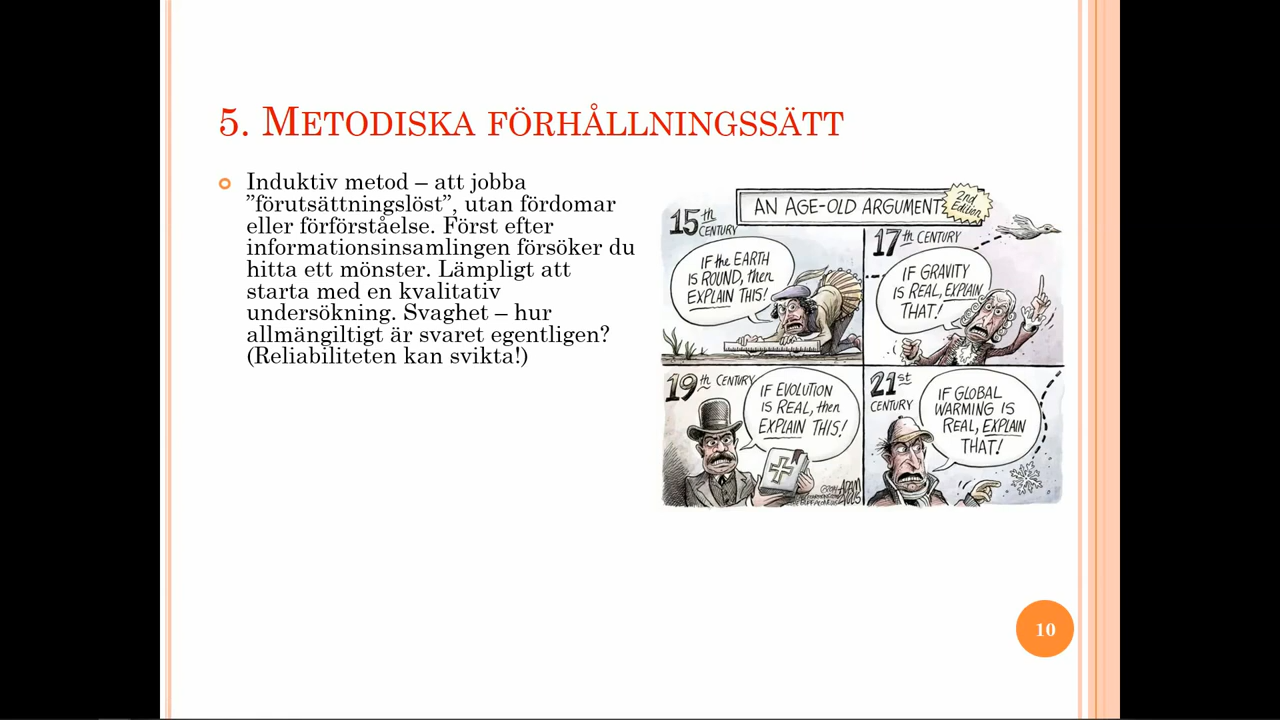 5. METODISKA FÖRHÅLLNINGSSÄTT
Induktiv metod – att jobba
”förutsättningslöst”, utan fördomar
eller förförståelse. Först efter
informationsinsamlingen försöker du
hitta ett mönster. Lämpligt att
starta med en kvalitativ
undersökning. Svaghet – hur
allmängiltigt är svaret egentligen?
(Reliabiliteten kan svikta!)
AN AGE-OLD ARGUMENT
2nd
Edition
15th
CENTURY
IF the EARTH
IS ROUND, then
EXPLAIN THIS!
17th CENTURY
IF GRAVITY
IS REAL, EXPLAIN
THAT!
19th CENTURY
IF EVOLUTION
IS REAL, then
EXPLAIN THIS!
21st
CENTURY
IF GLOBAL
WARMING IS
REAL, EXPLAIN
THAT!
ADAM
10